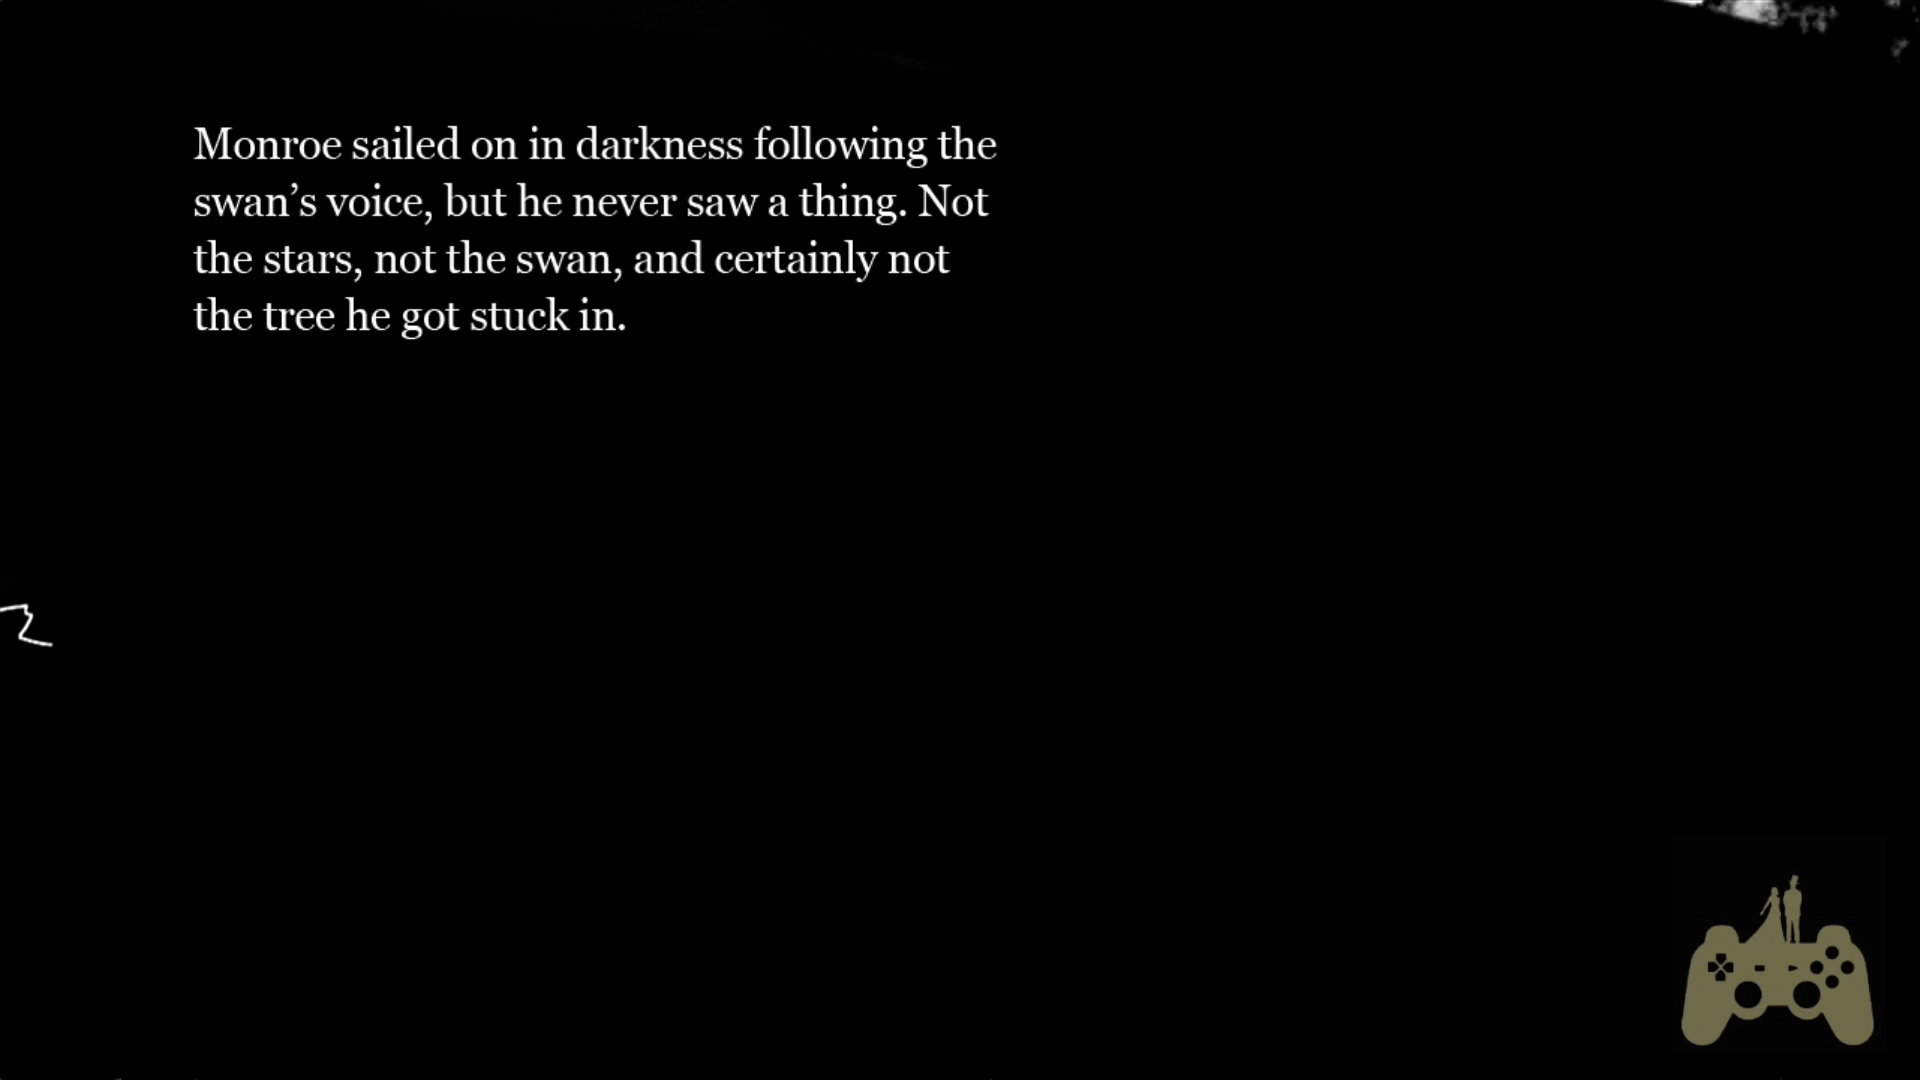 Monroe sailed on in darkness following the
swan’s voice, but he never saw a thing. Not
the stars, not the swan, and certainly not
the tree he got stuck in.